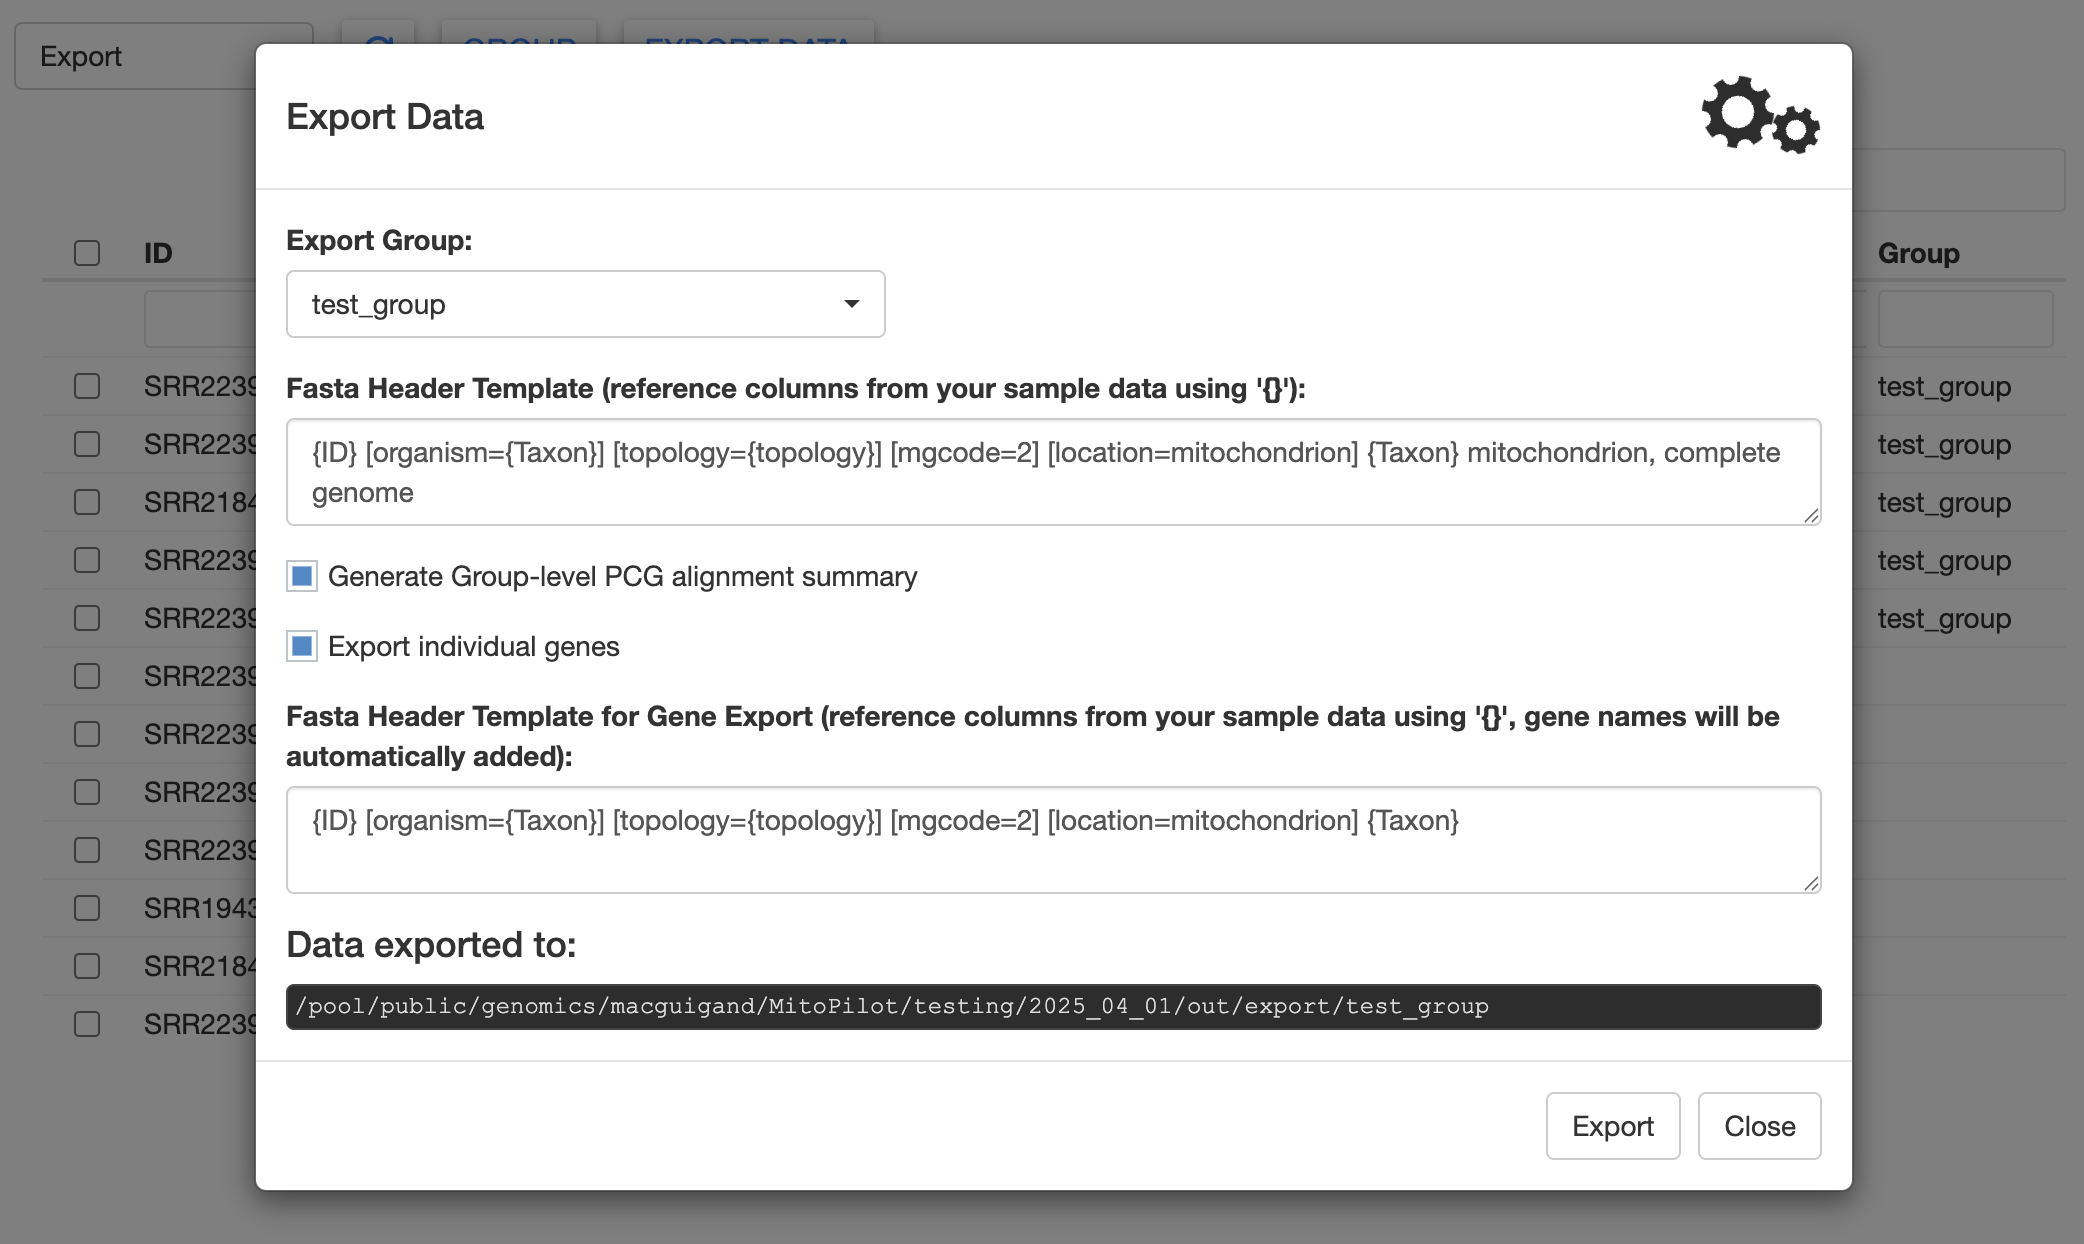 Export
GROUP
EXPORT DATA
Export Data
Export Group:
test_group
Fasta Header Template (reference columns from your sample data using '{}'):
{ID} [organism={Taxon}] [topology={topology}] [mgcode=2] [location=mitochondrion] {Taxon} mitochondrion, complete
genome
Generate Group-level PCG alignment summary
Export individual genes
Fasta Header Template for Gene Export (reference columns from your sample data using '{}', gene names will be
automatically added):
{ID} [organism={Taxon}] [topology={topology}] [mgcode=2] [location=mitochondrion] {Taxon}
Data exported to:
/pool/public/genomics/macguigand/MitoPilot/testing/2025_04_01/out/export/test_group
Export
Close
ID
Group
SRR2239
test_group
SRR2239
test_group
SRR2184
test_group
SRR2239
test_group
SRR2239
test_group
SRR2239
SRR2239
SRR2239
SRR2239
SRR1943
SRR2184
SRR2239